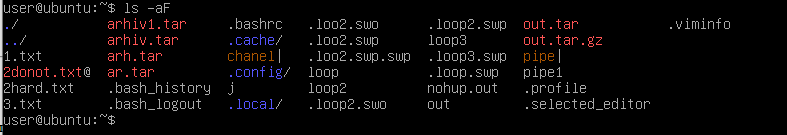 user@ubuntu:~$ ls -aF
./ arhiv1.tar .bashrc .loo2.swo .loop2.swp out.tar .viminfo
../ arhiv.tar .cache/ .loo2.swp loop3 out.tar.gz
1.txt arh.tar chanel| .loo2.swp.swp .loop3.swp pipe|
2donot.txt@ ar.tar .config/ loop .loop.swp pipe1
2hard.txt .bash_history j loop2 nohup.out .profile
3.txt .bash_logout .local/ .loop2.swo out .selected_editor
user@ubuntu:~$